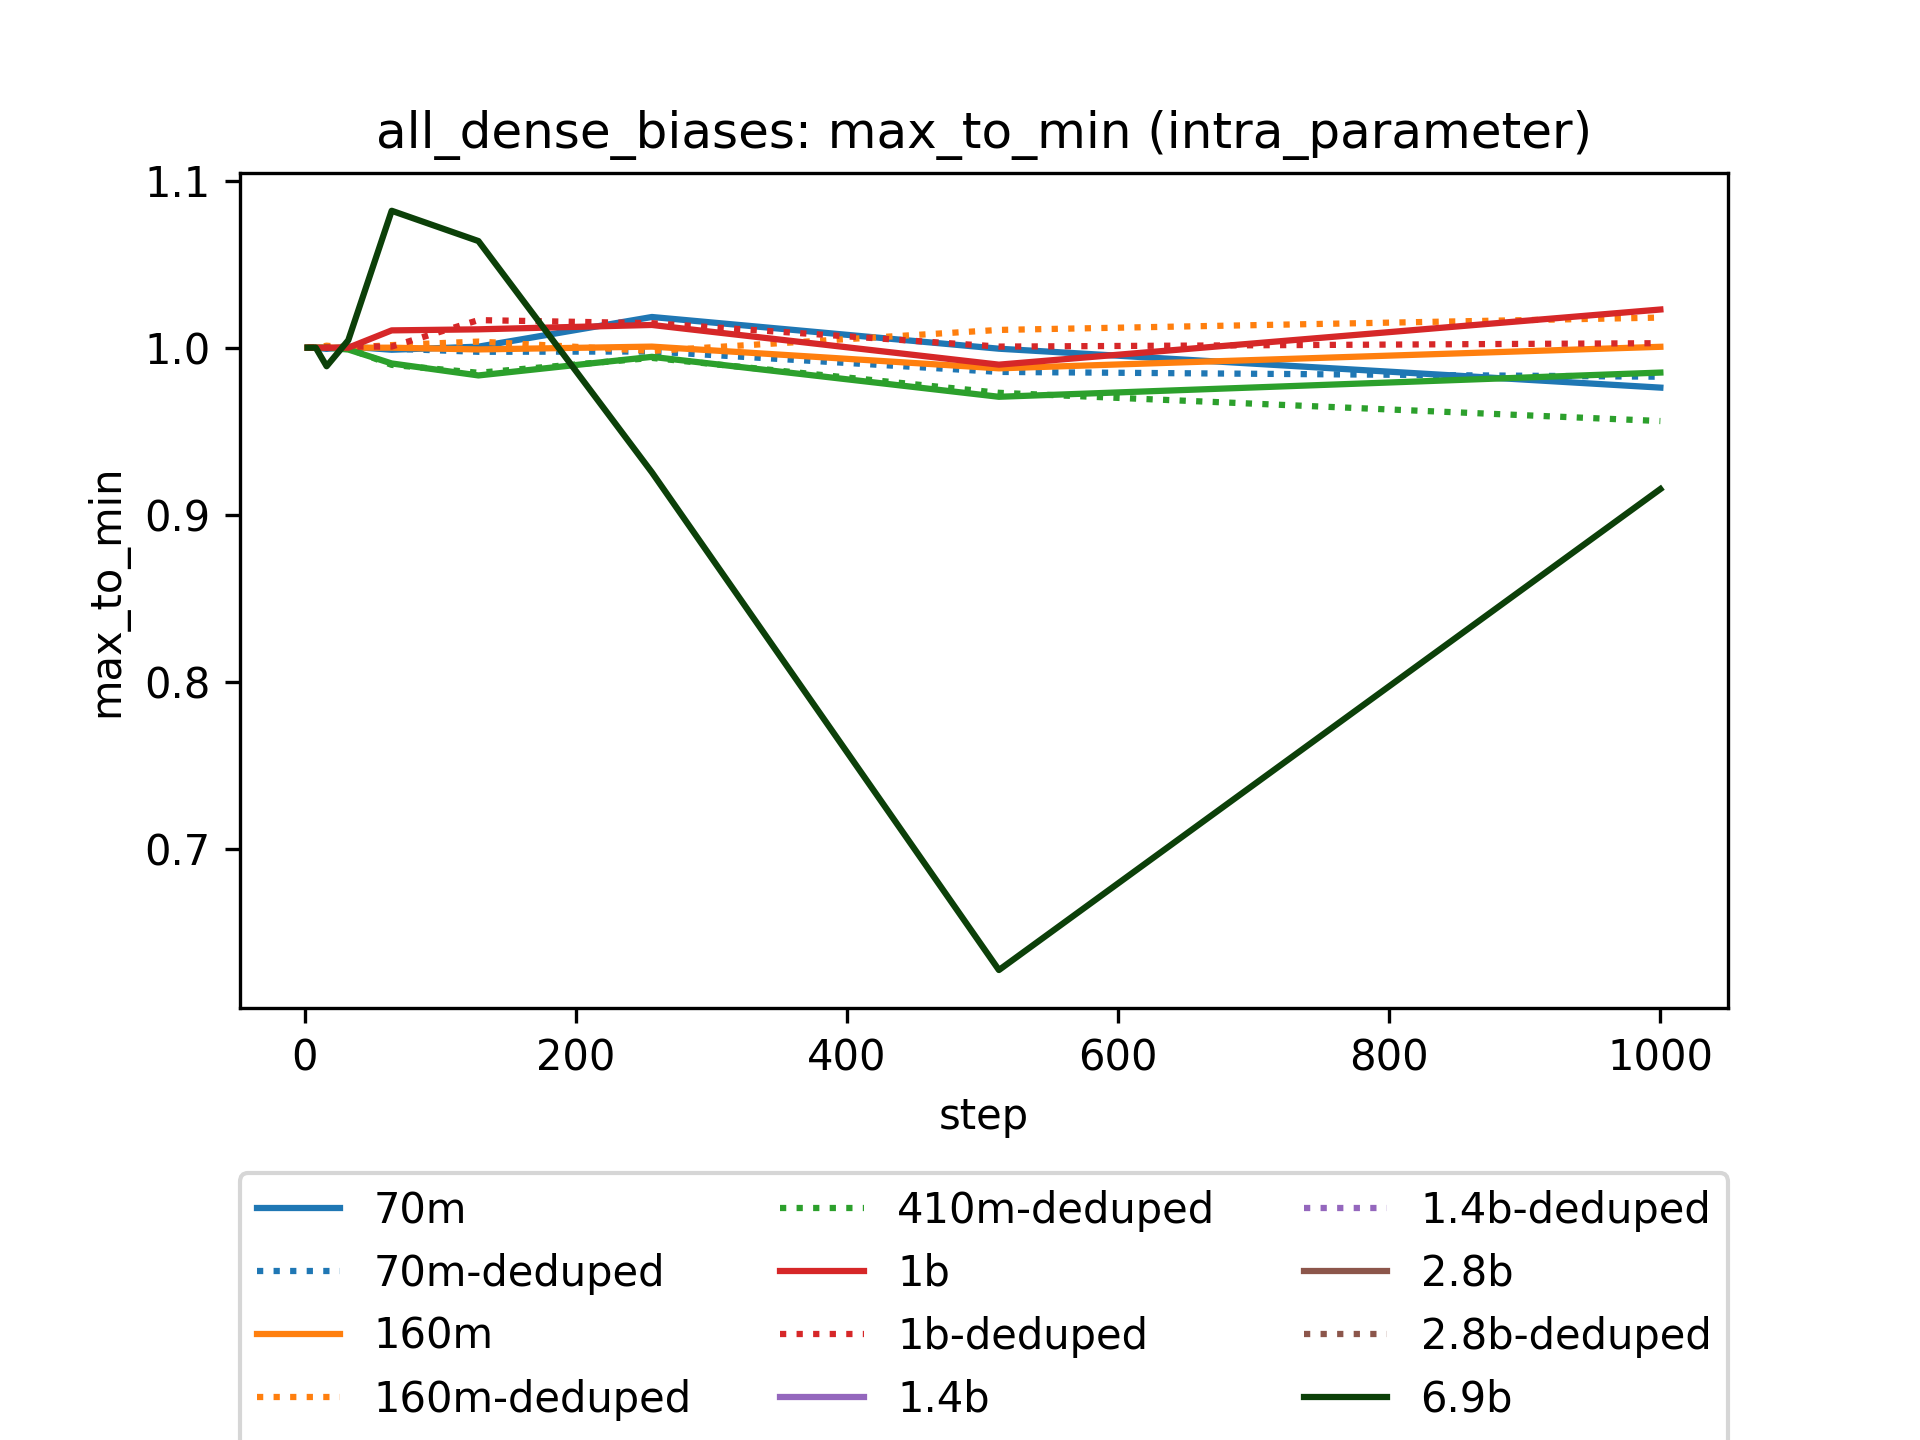 all_dense_biases: max_to_min (intra_parameter)
1.1
1.0
0.9
0.8
0.7
max_to_min
0 200 400 600 800 1000
step
70m 410m-deduped 1.4b-deduped
70m-deduped 1b 2.8b
160m 1b-deduped 2.8b-deduped
160m-deduped 1.4b 6.9b